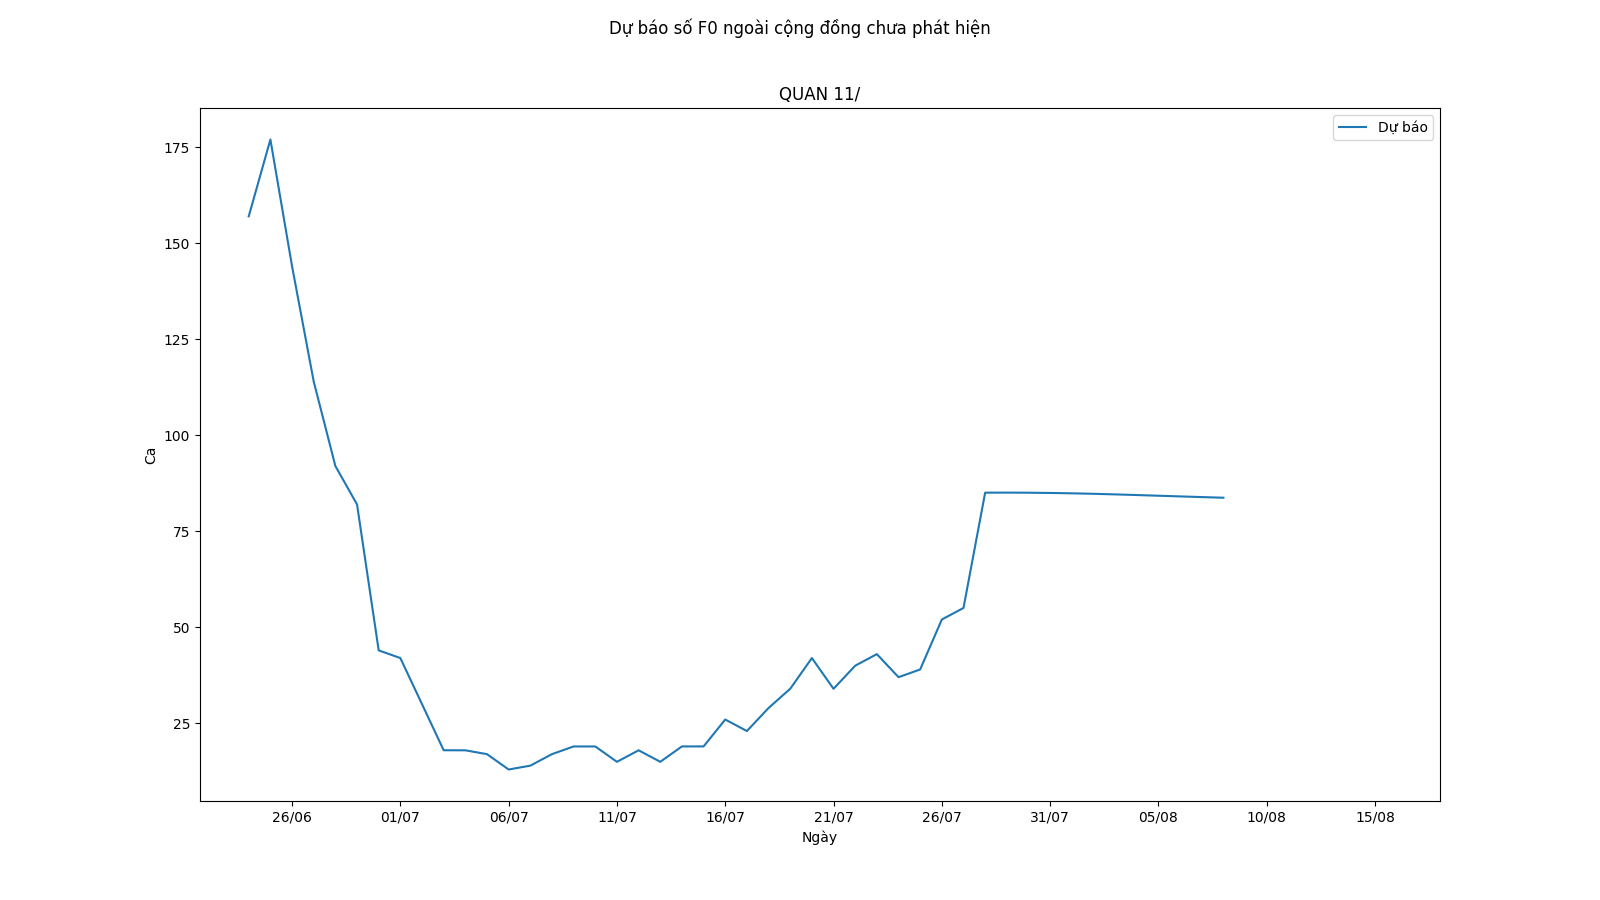 Dự báo số F0 ngoài cộng đồng chưa phát hiện
QUAN 11/
Dự báo
175
150
125
100
75
50
25
Ca
26/06 01/07 06/07 11/07 16/07 21/07 26/07 31/07 05/08 10/08 15/08
Ngày